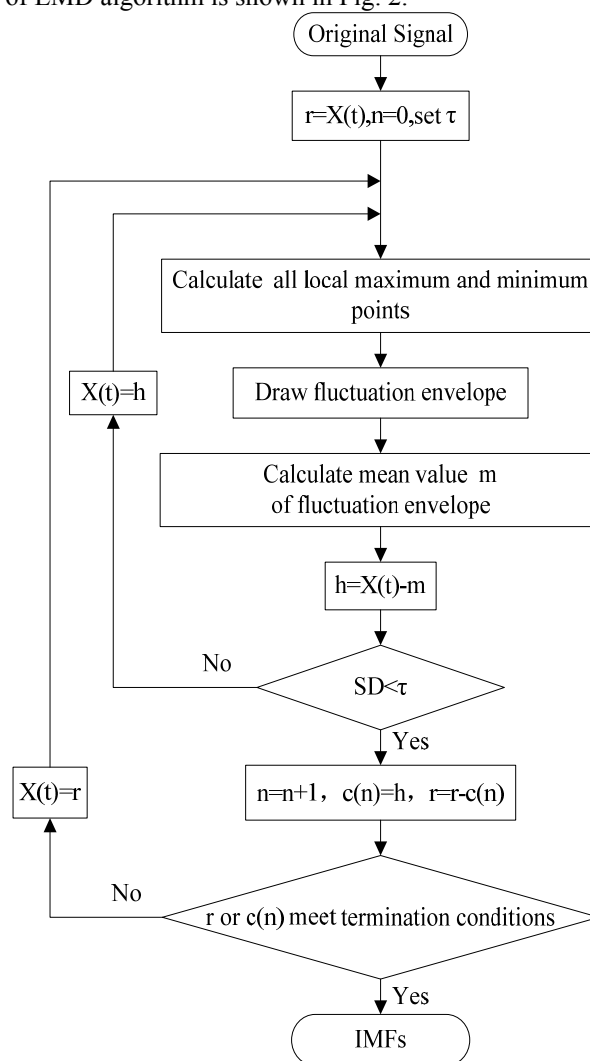 of EMD algorithm is shown in Fig. 2.
Original Signal
r=X(t),n=0,set τ
Calculate all local maximum and minimum
points
X(t)=h
Draw fluctuation envelope
Calculate mean value m
of fluctuation envelope
h=X(t)-m
No
SD<τ
Yes
X(t)=r
n=n+1, c(n)=h, r=r-c(n)
No
r or c(n) meet termination conditions
Yes
IMFs